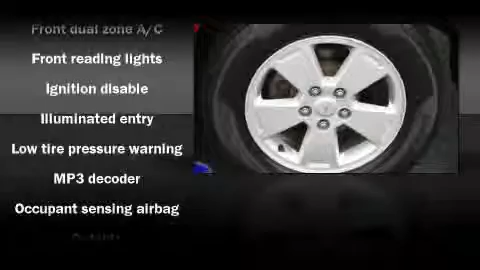 Front dual zone A/C
Front reading lights
Ignition disable
Illuminated entry
Low tire pressure warning
MP3 decoder
Occupant sensing airbag